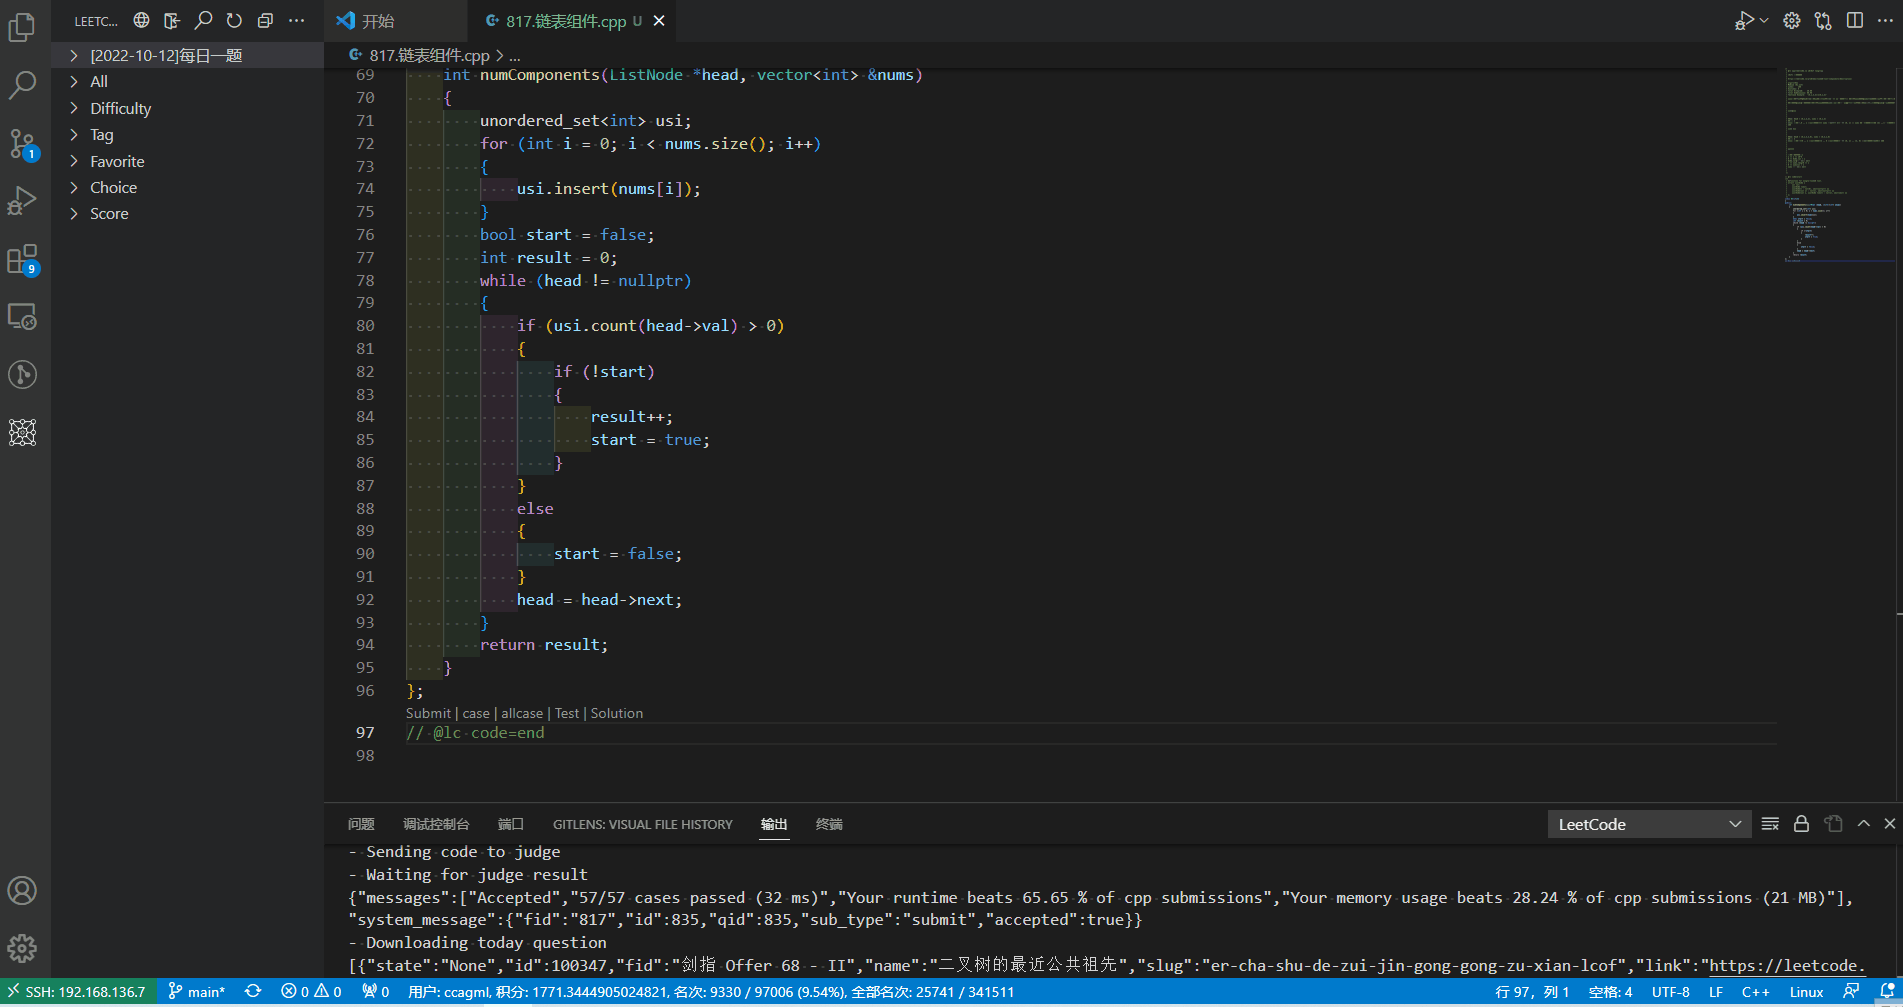 LEETC...
开始
817.链表组件.cpp U
[2022-10-12]每日一题
All
Difficulty
Tag
Favorite
Choice
Score
1
9
817.链表组件.cpp > ...
69 int numComponents(ListNode *head, vector<int> &nums)
70 {
71 unordered_set<int> usi;
72 for (int i = 0; i < nums.size(); i++)
73 {
74 usi.insert(nums[i]);
75 }
76 bool start = false;
77 int result = 0;
78 while (head != nullptr)
79 {
80 if (usi.count(head->val) > 0)
81 {
82 if (!start)
83 {
84 result++;
85 start = true;
86 }
87 }
88 else
89 {
90 start = false;
91 }
92 head = head->next;
93 }
94 return result;
95 }
96 };
Submit | case | allcase | Test | Solution
97 // @lc code=end
98
问题 调试控制台 端口 GITLENS: VISUAL FILE HISTORY 输出 终端 LeetCode
- Sending code to judge
- Waiting for judge result
{"messages":["Accepted","57/57 cases passed (32 ms)","Your runtime beats 65.65 % of cpp submissions","Your memory usage beats 28.24 % of cpp submissions (21 MB)"],
"system_message":{"fid":"817","id":835,"qid":835,"sub_type":"submit","accepted":true}}
- Downloading today question
[{"state":"None","id":100347,"fid":"剑指 Offer 68 - II","name":"二叉树的最近公共祖先","slug":"er-cha-shu-de-zui-jin-gong-gong-zu-xian-lcof","link":"https://leetcode.
SSH: 192.168.136.7 main* 0 0 0 用户: ccagml, 积分: 1771.3444905024821, 名次: 9330 / 97006 (9.54%), 全部名次: 25741 / 341511 行 97，列 1 空格: 4 UTF-8 LF C++ Linux